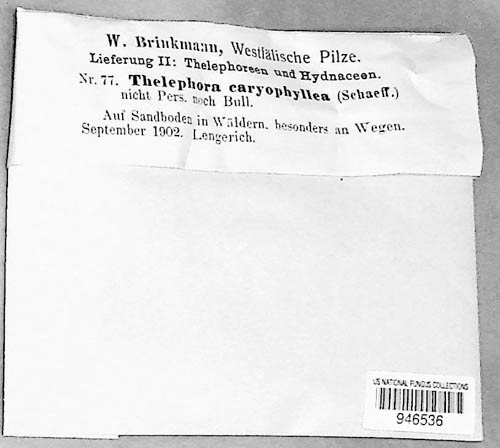 W. Brinkmann, Westfälische Pilze.
Lieferung II: Thelephoreen und Hydnaceen.
Nr. 77. Thelephora caryophyllea (Schaeff.)
nicht Pers. noch Bull.
Auf Sandboden in Wäldern, besonders an Wegen.
September 1902. Lengerich.
US NATIONAL FUNGUS COLLECTIONS
946536